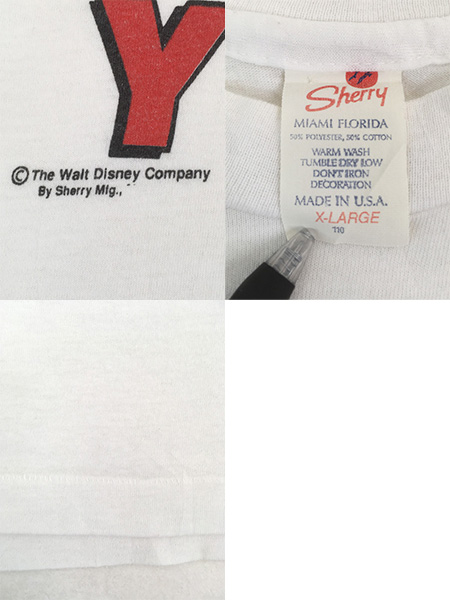 Y
©The Walt Disney Company
By Sherry Mfg.,
Sherry
MIAMI FLORIDA
50% POLYESTER, 50% COTTON
WARM WASH
TUMBLE DRY LOW
DON'T IRON
DECORATION
MADE IN U.S.A.
X-LARGE
110